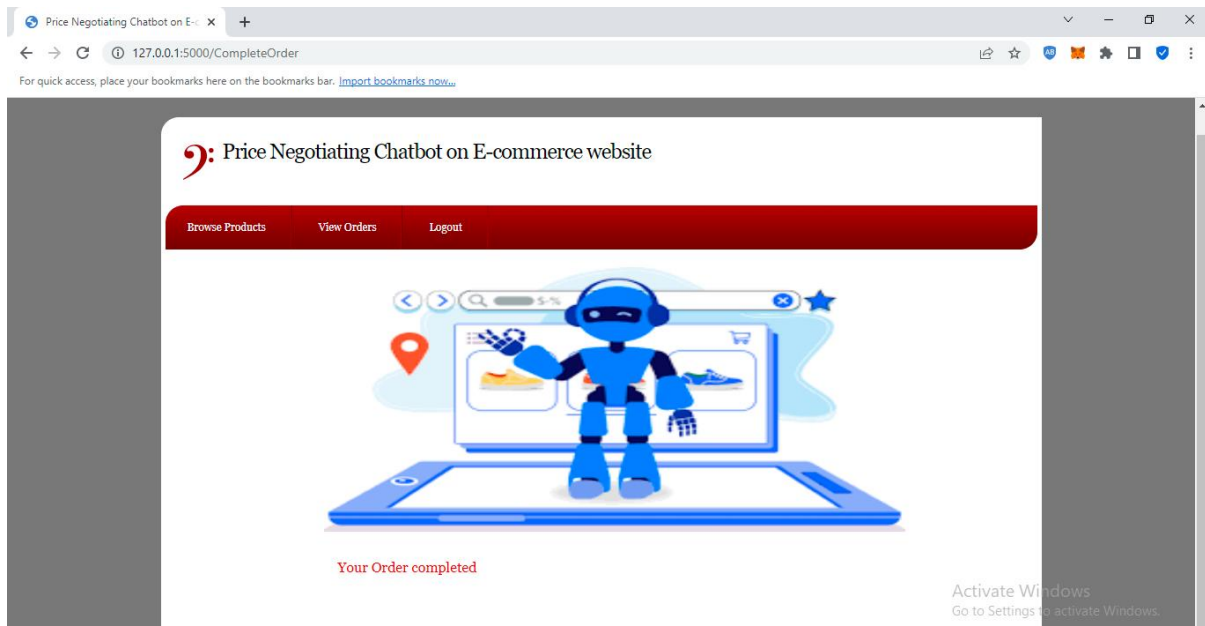 Price Negotiating Chatbot on E-c
127.0.0.1:5000/CompleteOrder
AB
For quick access, place your bookmarks here on the bookmarks bar. Import bookmarks now...
Price Negotiating Chatbot on E-commerce website
Browse Products View Orders Logout
$-%
Your Order completed
Activate Windows
Go to Settings to activate Windows.